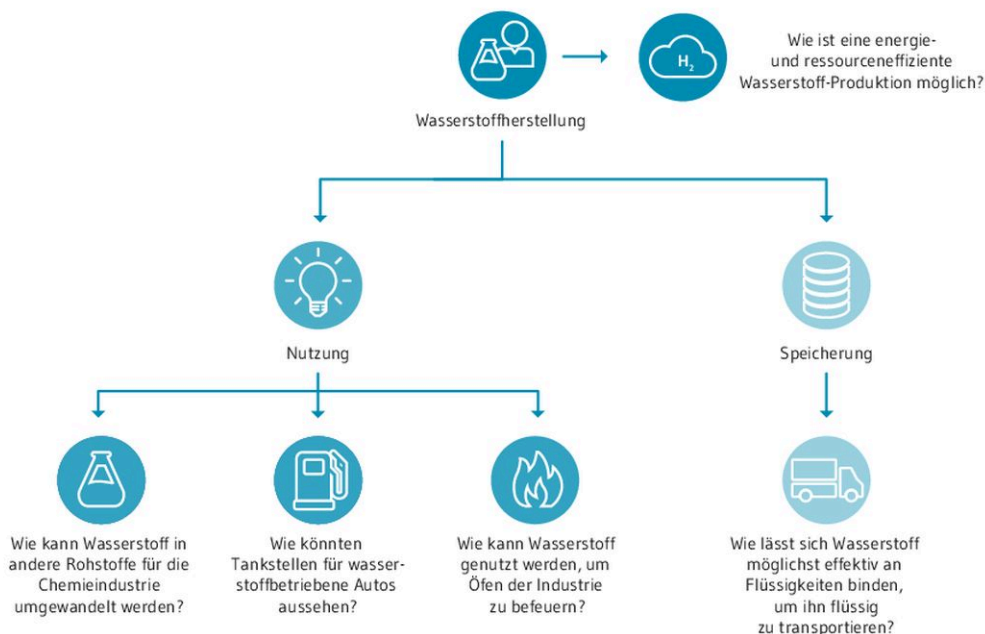 H₂
Wie ist eine energie-
und ressourceneffiziente
Wasserstoff-Produktion möglich?
Wasserstoffherstellung
Nutzung
Speicherung
Wie kann Wasserstoff in
andere Rohstoffe für die
Chemieindustrie
umgewandelt werden?
Wie könnten
Tankstellen für wasser-
stoffbetriebene Autos
aussehen?
Wie kann Wasserstoff
genutzt werden, um
Öfen der Industrie
zu befeuern?
Wie lässt sich Wasserstoff
möglichst effektiv an
Flüssigkeiten binden,
um ihn flüssig
zu transportieren?